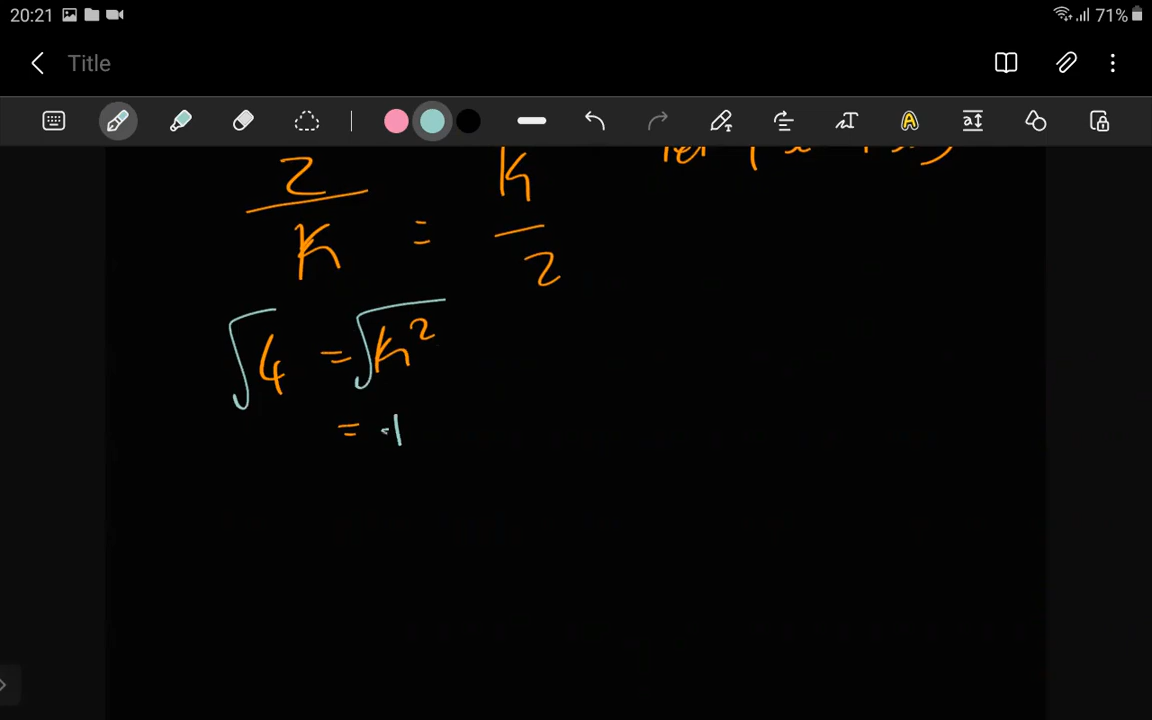 20:21 71%
Title
2/K = K/2
√4 = √K²
=